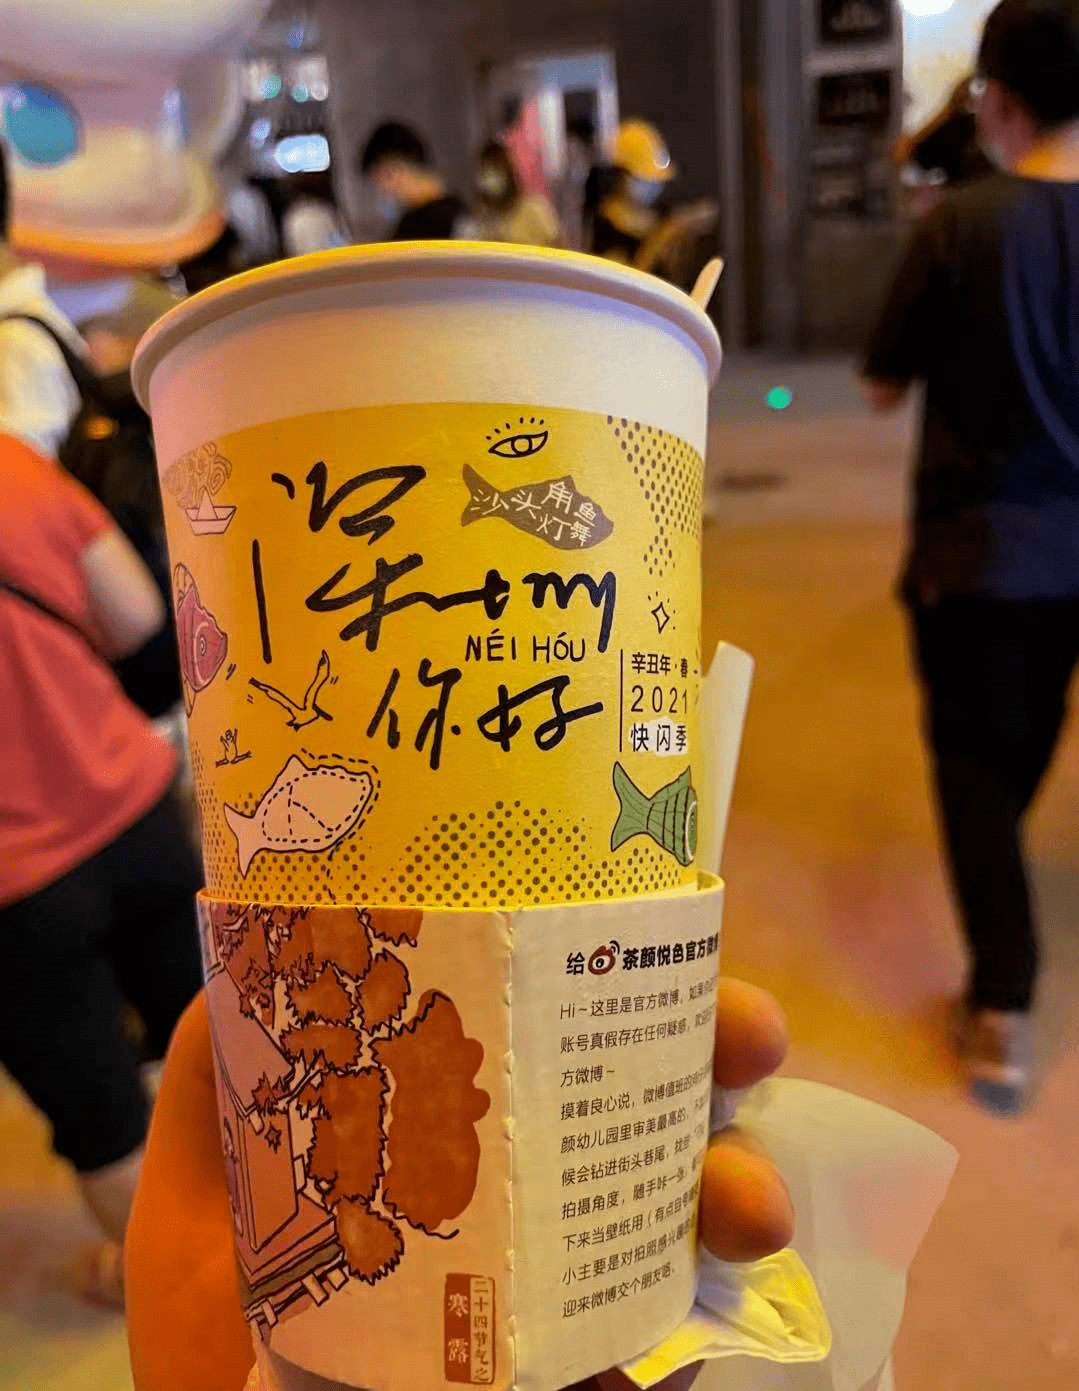 沙头角
鱼灯舞
深圳
NÉI HÓU
你好
辛丑年·春
2021
快闪季
给 茶颜悦色官方微博
Hi~这里是官方微博，如果
账号真假存在任何疑惑，
方微博~
摸着良心说，微博值班的
颜幼儿园里审美最高的，
候会钻进街头巷尾，找
拍摄角度，随手咔一张，
下来当壁纸用（有点自
小主要是对拍照感兴趣的
迎来微博交个朋友哈。
二十四节气之
寒露